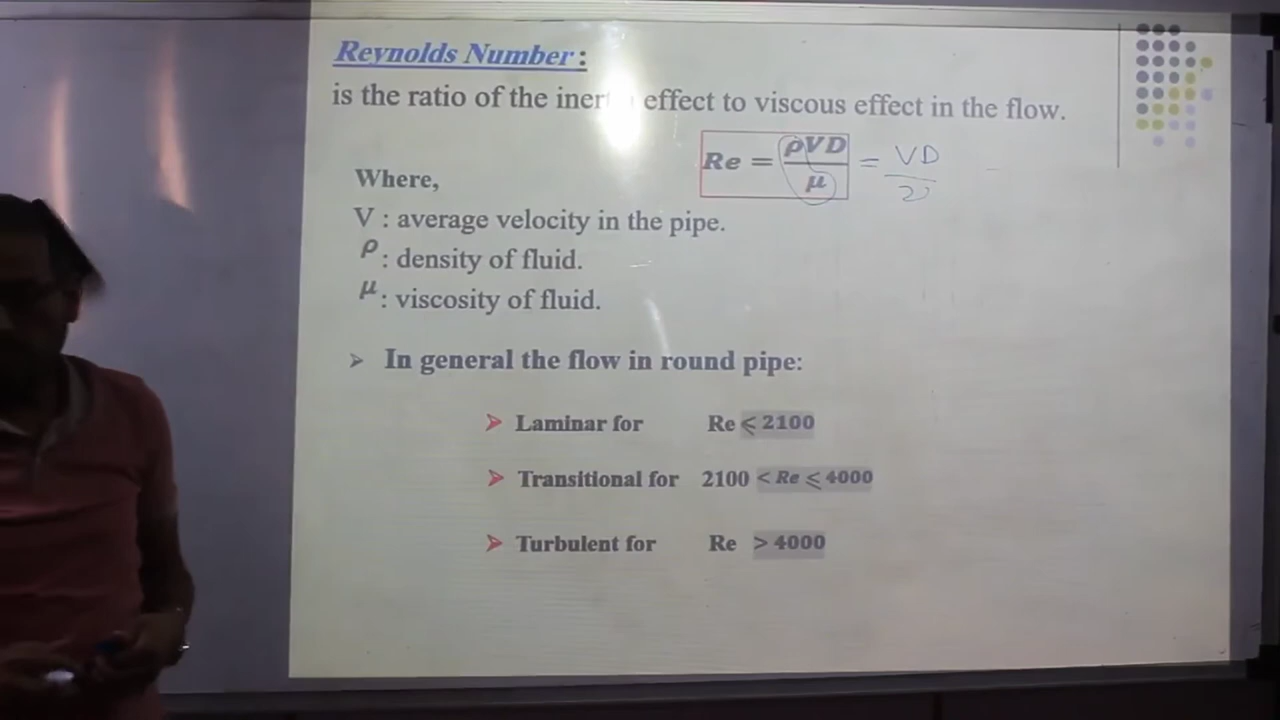 Reynolds Number:
is the ratio of the iner effect to viscous effect in the flow.
Re = ρVD/μ = VD/ν
Where,
V : average velocity in the pipe.
ρ : density of fluid.
μ : viscosity of fluid.
➤ In general the flow in round pipe:
➤ Laminar for Re ⩽ 2100
➤ Transitional for 2100 < Re ⩽ 4000
➤ Turbulent for Re > 4000